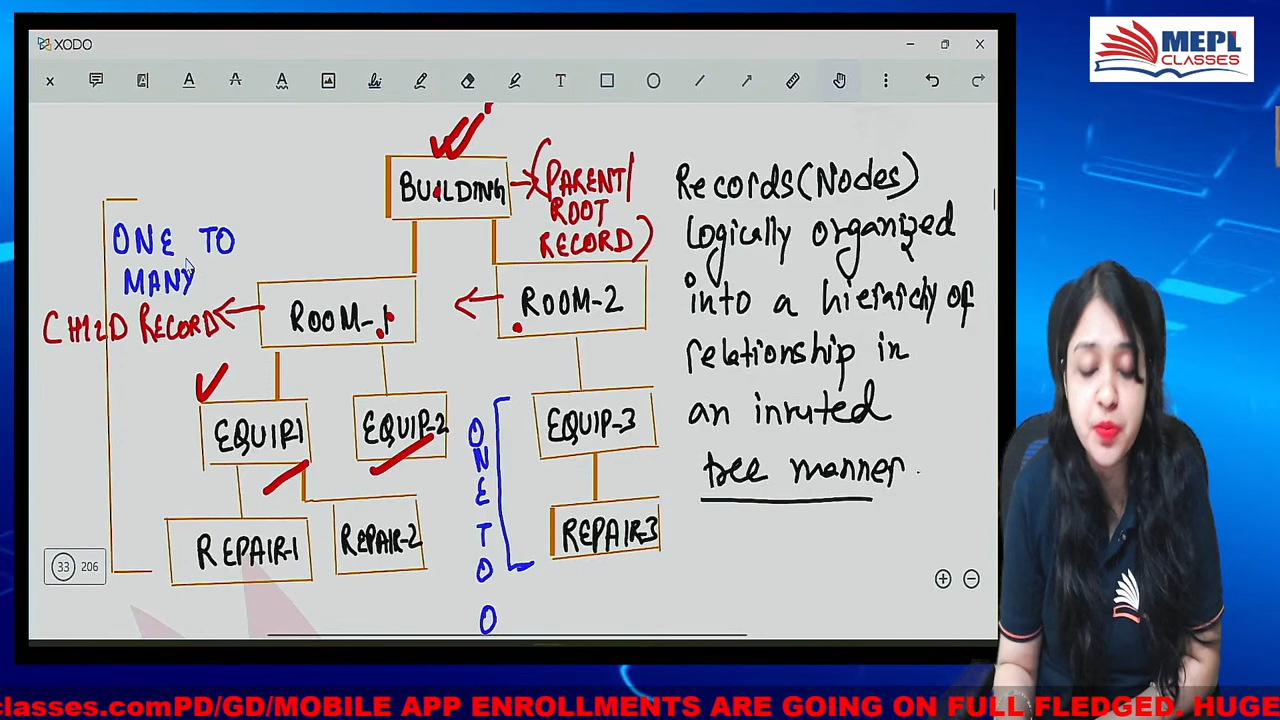 XODO
MEPL
CLASSES
BUILDING
(PARENT/
ROOT
RECORD)
ONE TO
MANY
CHILD RECORD
ROOM-1
ROOM-2
EQUIP-1
EQUIP-2
EQUIP-3
ONE TO O
REPAIR-1
REPAIR-2
REPAIR-3
Records(Nodes)
logically organized
into a hierarchy of
relationship in
an inruted
tree manner.
33 206
classes.comPD/GD/MOBILE APP ENROLLMENTS ARE GOING ON FULL FLEDGED. HUGE